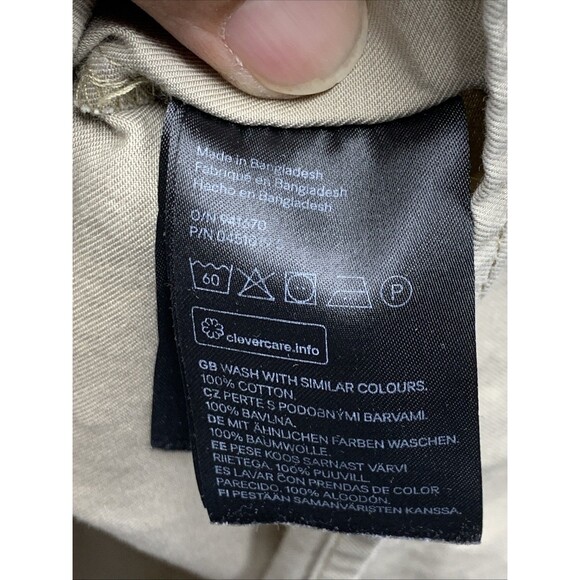 Made in Bangladesh
Fabriqué en Bangladesh
Hecho en Bangladesh
O/N 941670
P/N
60
P
clevercare.info
GB WASH WITH SIMILAR COLOURS.
100% COTTON.
CZ PERTE S PODOBNÝMI BARVAMI.
100% BAVLNA.
DE MIT ÄHNLICHEN FARBEN WASCHEN.
100% BAUMWOLLE.
EE PESE KOOS SARNAST VÄRVI
RIIETEGA. 100% PUUVILL.
ES LAVAR CON PRENDAS DE COLOR
PARECIDO. 100% ALGODÓN.
FI PESTÄÄN SAMANVÄRISTEN KANSSA.